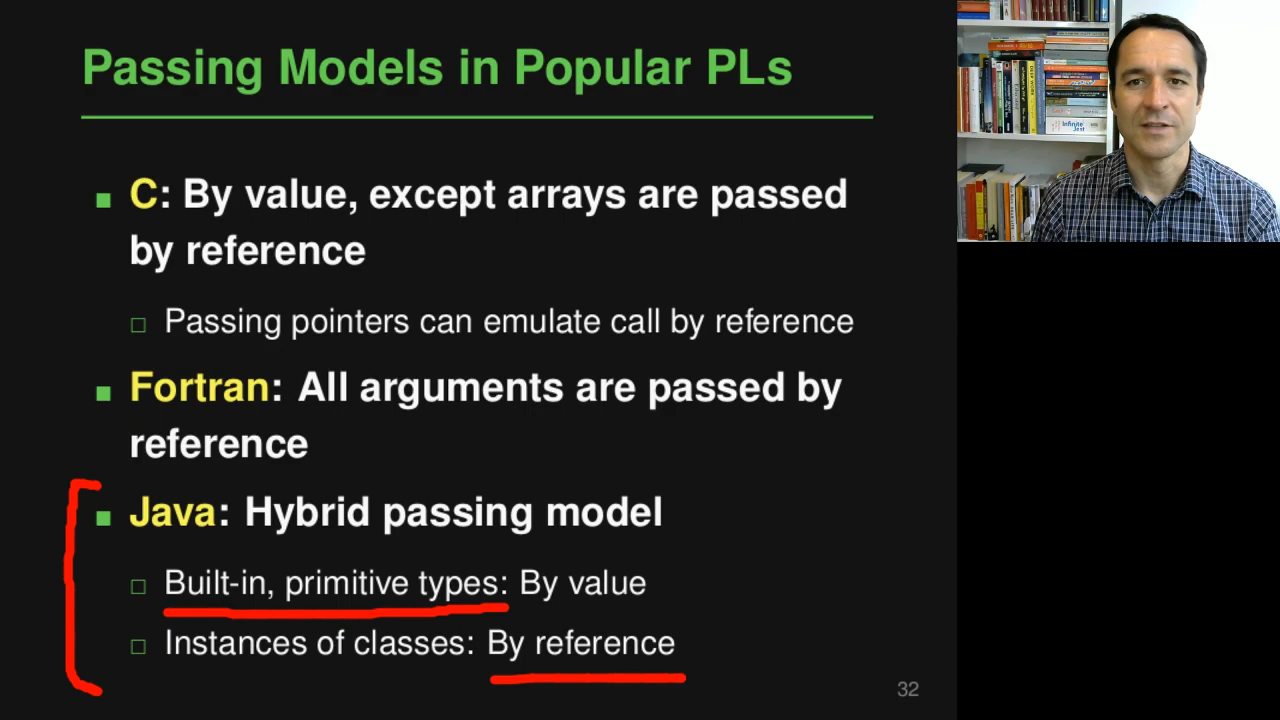 Passing Models in Popular PLs
C: By value, except arrays are passed
by reference
Passing pointers can emulate call by reference
Fortran: All arguments are passed by
reference
Java: Hybrid passing model
Built-in, primitive types: By value
Instances of classes: By reference
32
Infinite
Jest